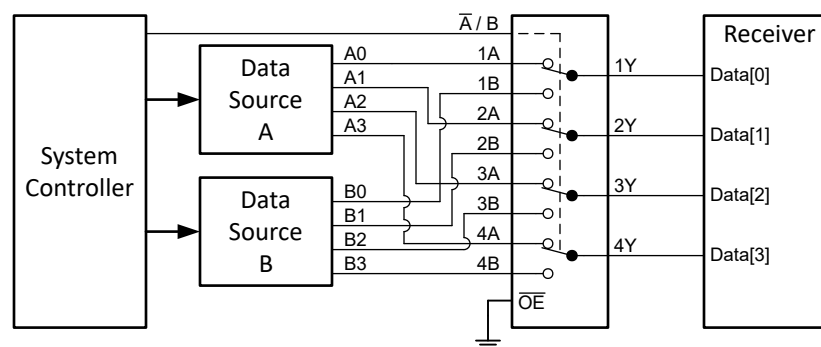 System
Controller
Data
Source
A
Data
Source
B
A0
A1
A2
A3
B0
B1
B2
B3
A̅ / B
1A
1B
2A
2B
3A
3B
4A
4B
O̅E̅
1Y
2Y
3Y
4Y
Receiver
Data[0]
Data[1]
Data[2]
Data[3]